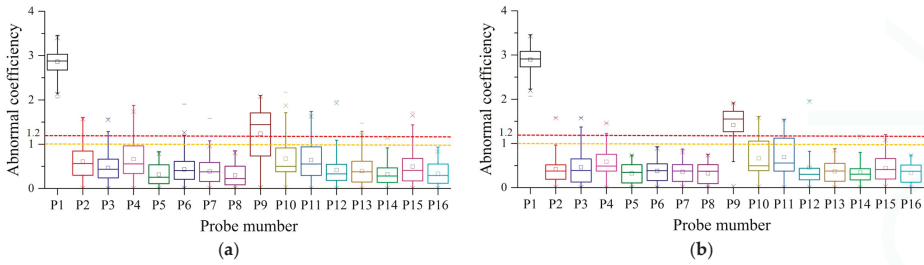 (a)
Abnormal coefficiency
4
3
2
1.2
1
0
P1 P2 P3 P4 P5 P6 P7 P8 P9 P10 P11 P12 P13 P14 P15 P16
Probe mumber
(a)
(b)
Abnormal coefficiency
4
3
2
1.2
1
0
P1 P2 P3 P4 P5 P6 P7 P8 P9 P10 P11 P12 P13 P14 P15 P16
Probe mumber
(b)